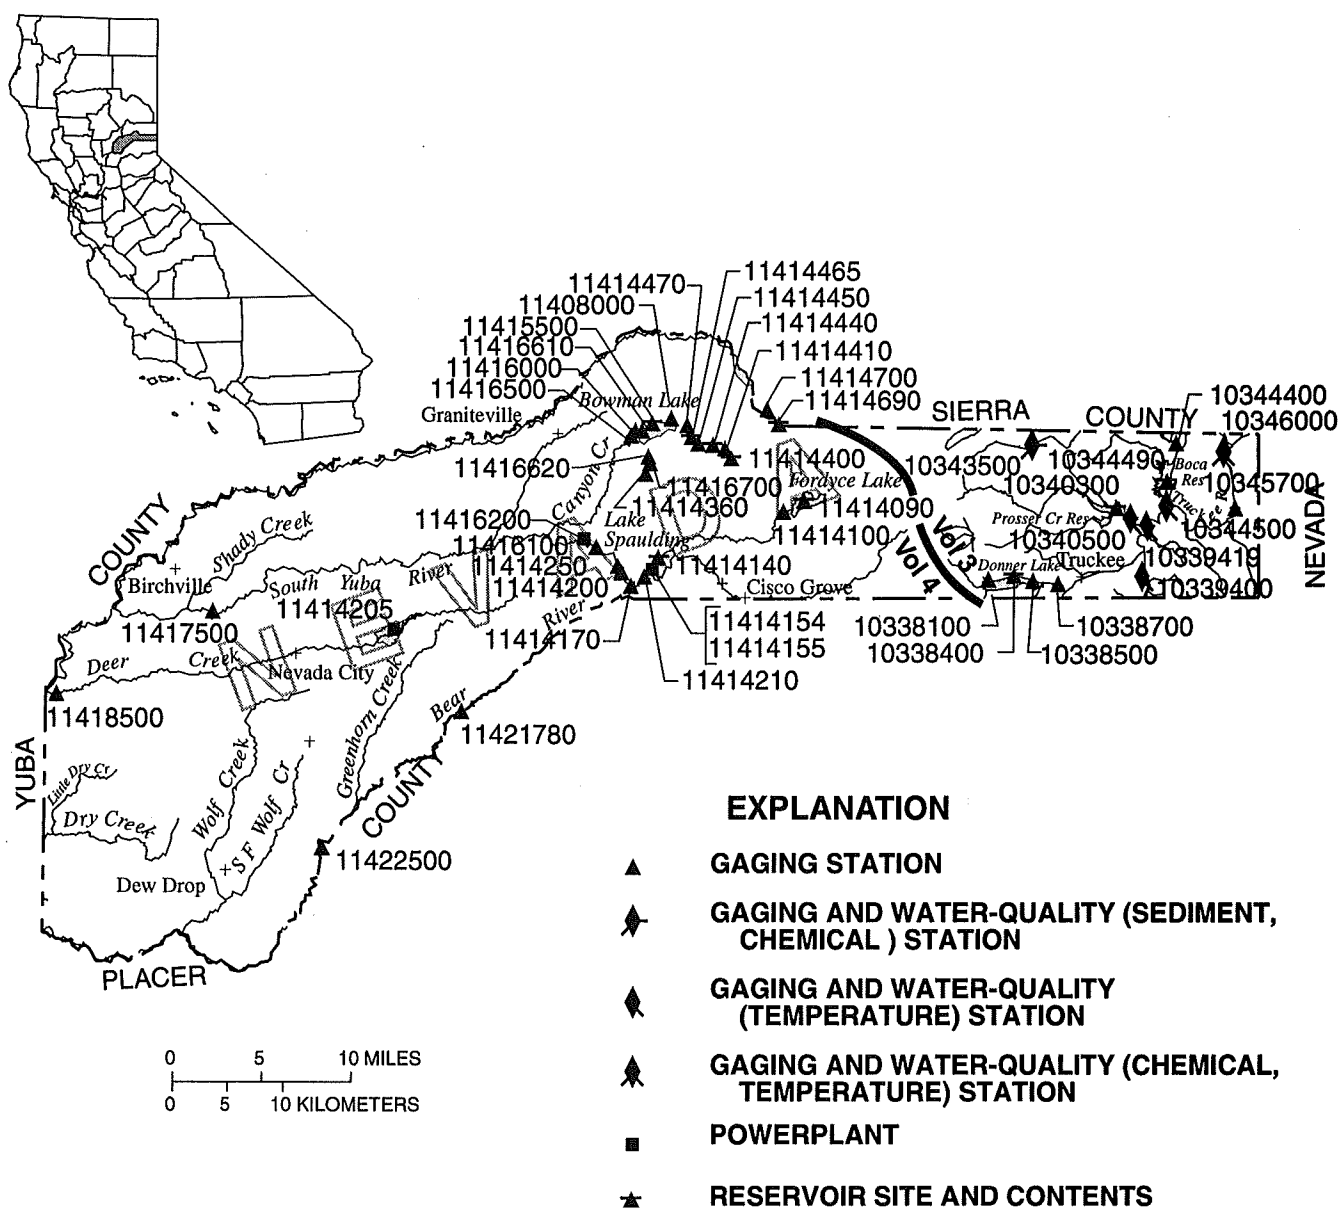 11414465
11414470
11414450
11408000
11414440
11415500
11416610
11414410
11416000
11414700
11416500
11414690
10344400
Bowman Lake
SIERRA
COUNTY
10346000
Graniteville
11416620
11414400
10343500
10344490
Boca
Res
10345700
11416700
Fordyce Lake
10340300
Canyon Cr
11414360
11414090
NEVADA
COUNTY
Shady Creek
11416200
Lake
Spaulding
11414100
Prosser Cr Res
10340500
10344500
11416100
Vol 3
Vol 4
Truckee
10339419
11414250
11414140
Donner Lake
Birchville
South Yuba River
11414200
Cisco Grove
10339400
11414205
River
11417500
11414170
11414154
11414155
10338100
10338700
10338400
10338500
Deer Creek
Nevada City
11414210
NEVADA
11418500
Greenhorn Creek
Bear
11421780
YUBA
Little Dry Cr
Wolf Creek
S F Wolf Cr
COUNTY
Dry Creek
11422500
Dew Drop
PLACER
EXPLANATION
GAGING STATION
GAGING AND WATER-QUALITY (SEDIMENT,
CHEMICAL ) STATION
GAGING AND WATER-QUALITY
(TEMPERATURE) STATION
GAGING AND WATER-QUALITY (CHEMICAL,
TEMPERATURE) STATION
POWERPLANT
RESERVOIR SITE AND CONTENTS
0 5 10 MILES
0 5 10 KILOMETERS